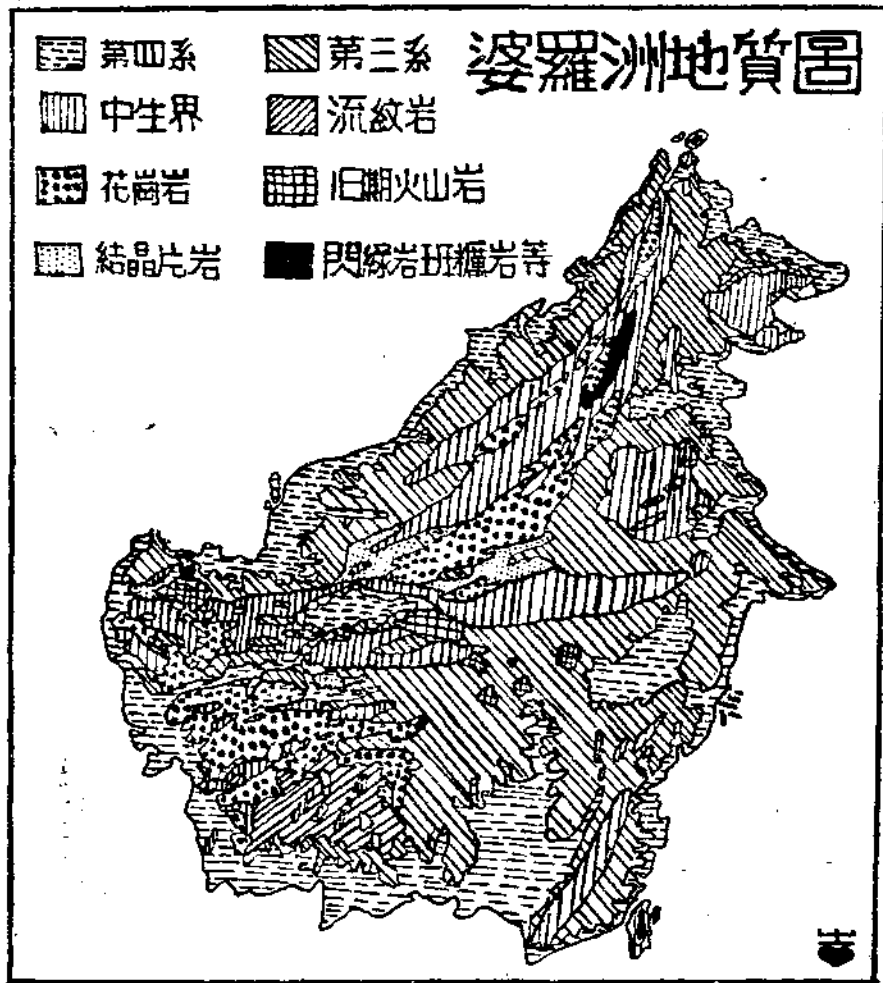 婆羅洲地質圖
第四系 第三系
中生界 流紋岩
花崗岩 旧期火山岩
結晶片岩 閃緑岩斑糲岩等